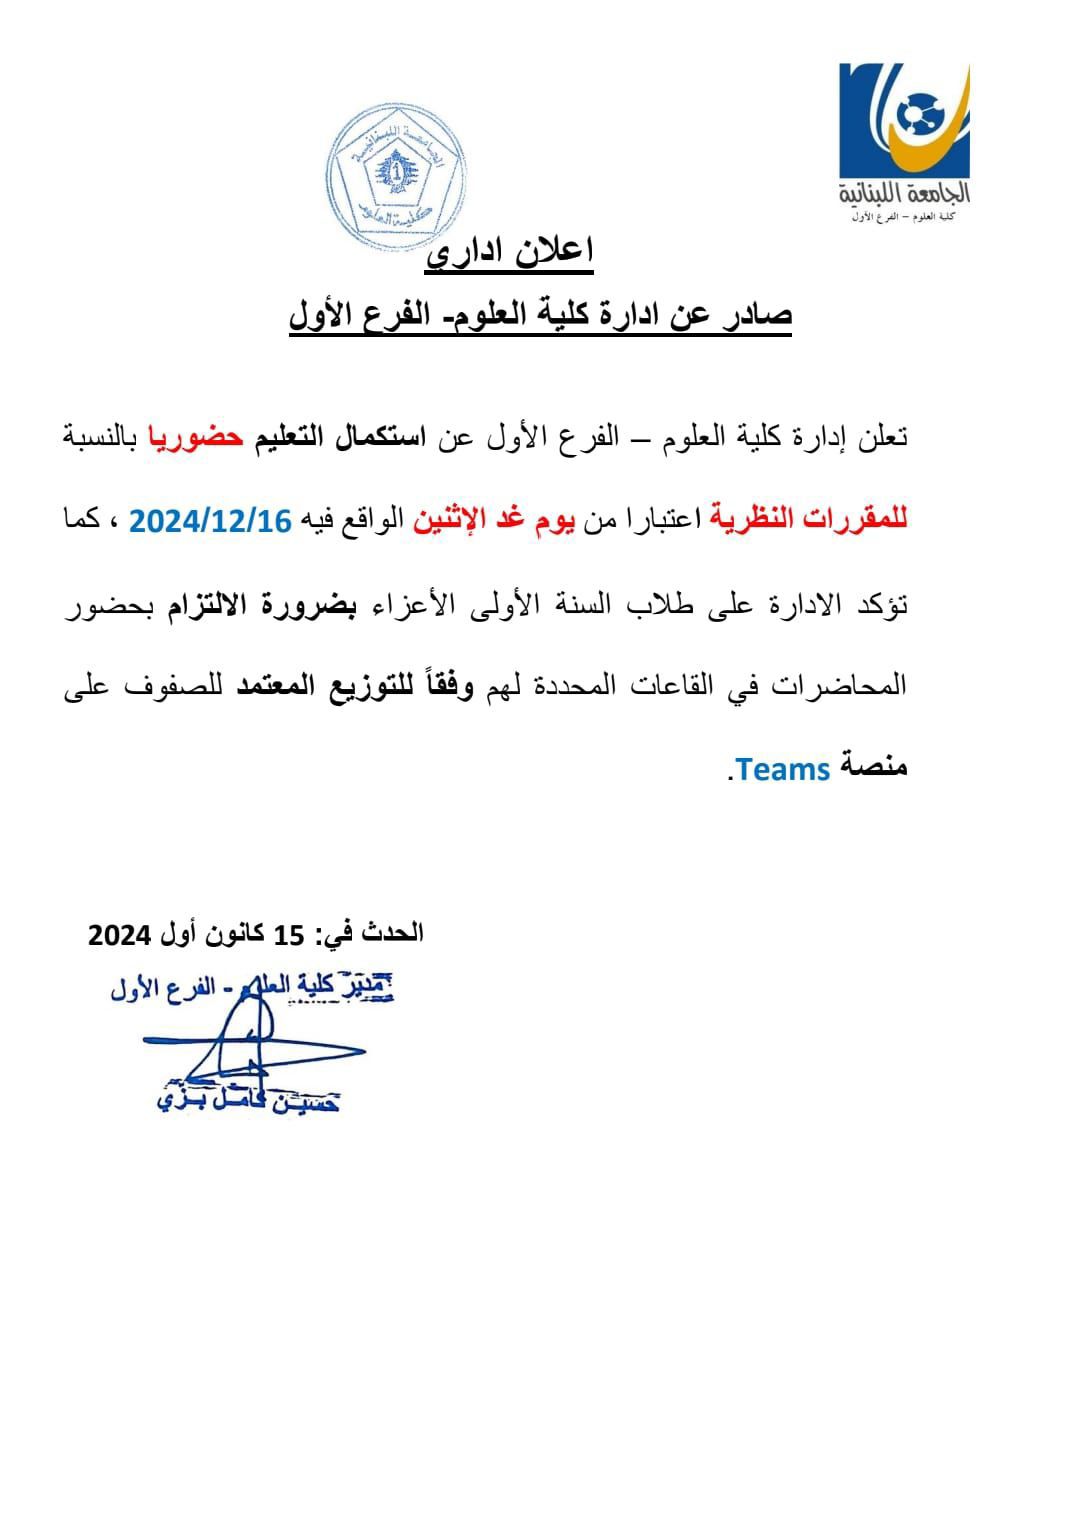 الجامعة اللبنانية
كلية العلوم – الفرع الأول
الجامعة اللبنانية
1
كلية العلوم
اعلان اداري
صادر عن ادارة كلية العلوم- الفرع الأول
تعلن إدارة كلية العلوم – الفرع الأول عن استكمال التعليم حضوريا بالنسبة
للمقررات النظرية اعتبارا من يوم غد الإثنين الواقع فيه 2024/12/16 ، كما
تؤكد الادارة على طلاب السنة الأولى الأعزاء بضرورة الالتزام بحضور
المحاضرات في القاعات المحددة لهم وفقاً للتوزيع المعتمد للصفوف على
منصة Teams.
الحدث في: 15 كانون أول 2024
مدير كلية العلوم - الفرع الأول
حسين كامل بزي